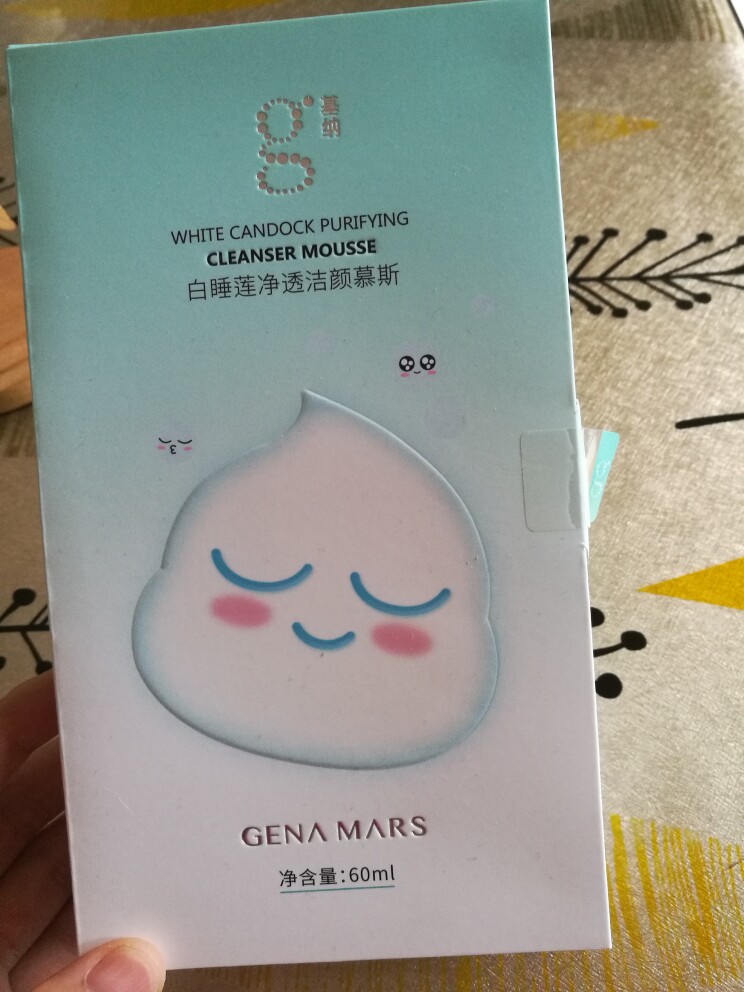 g
基纳
WHITE CANDOCK PURIFYING
CLEANSER MOUSSE
白睡莲净透洁颜慕斯
GENA MARS
净含量:60ml